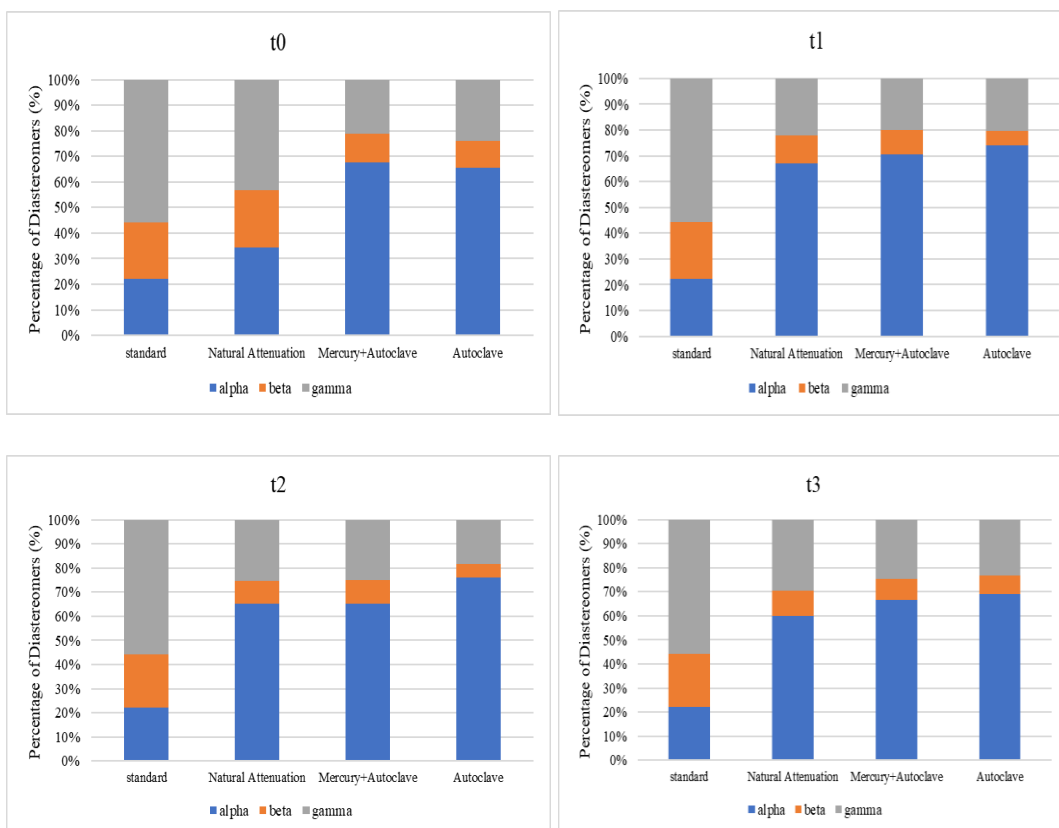 t0
Percentage of Diastereomers (%)
100%
90%
80%
70%
60%
50%
40%
30%
20%
10%
0%
standard Natural Attenuation Mercury+Autoclave Autoclave
alpha beta gamma
t1
Percentage of Diastereomers (%)
100%
90%
80%
70%
60%
50%
40%
30%
20%
10%
0%
standard Natural Attenuation Mercury+Autoclave Autoclave
alpha beta gamma
t2
Percentage of Diastereomers (%)
100%
90%
80%
70%
60%
50%
40%
30%
20%
10%
0%
standard Natural Attenuation Mercury+Autoclave Autoclave
alpha beta gamma
t3
Percentage of Diastereomers (%)
100%
90%
80%
70%
60%
50%
40%
30%
20%
10%
0%
standard Natural Attenuation Mercury+Autoclave Autoclave
alpha beta gamma